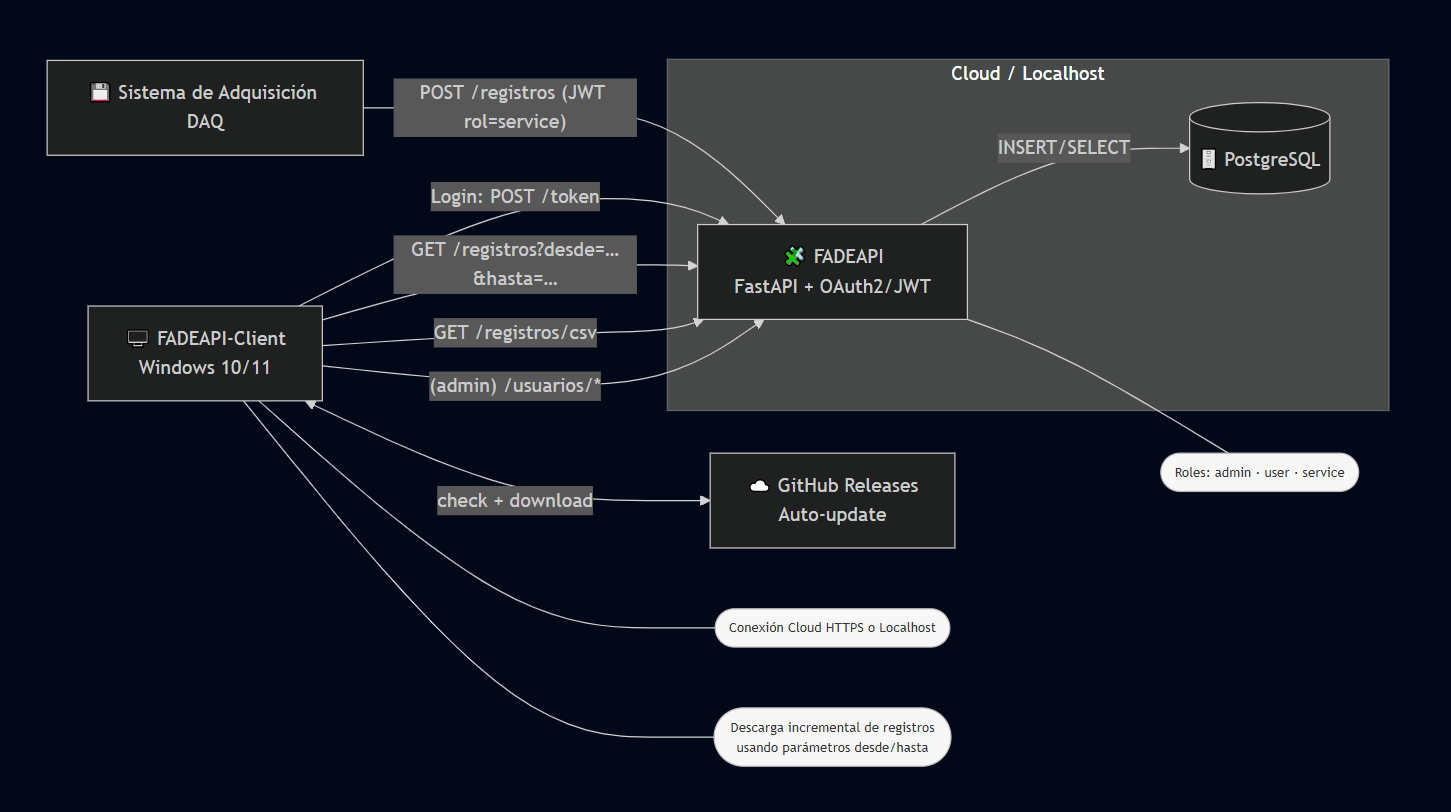 Sistema de Adquisición
DAQ
POST /registros (JWT
rol=service)
Cloud / Localhost
INSERT/SELECT
PostgreSQL
Login: POST /token
GET /registros?desde=…
&hasta=…
FADEAPI
FastAPI + OAuth2/JWT
GET /registros/csv
FADEAPI-Client
Windows 10/11
(admin) /usuarios/*
check + download
GitHub Releases
Auto-update
Roles: admin · user · service
Conexión Cloud HTTPS o Localhost
Descarga incremental de registros
usando parámetros desde/hasta